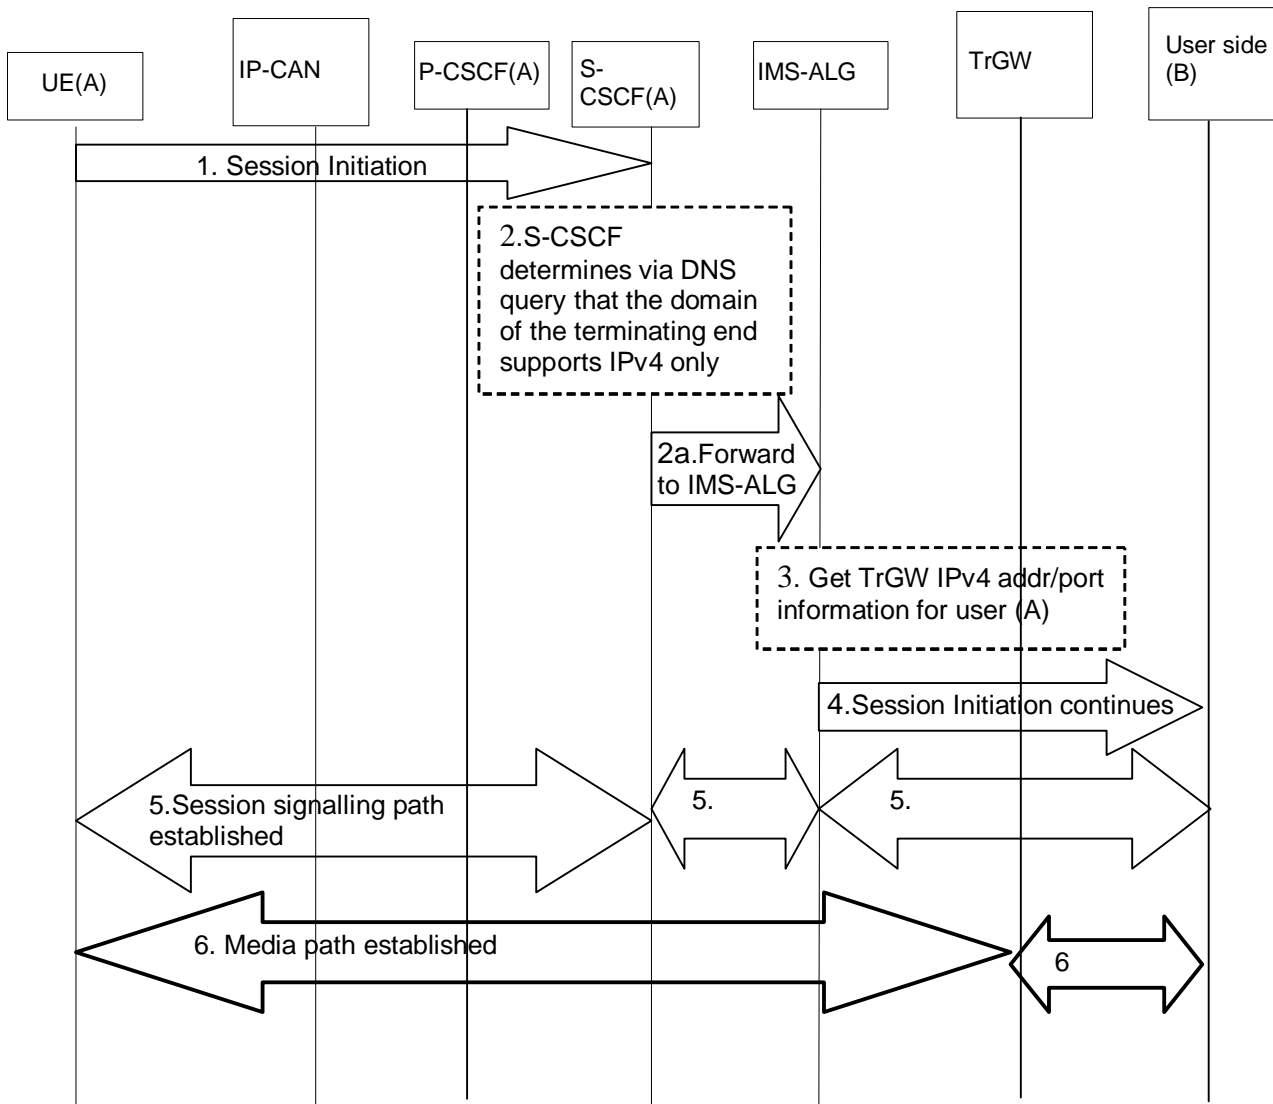 UE(A)
IP-CAN
P-CSCF(A)
S-
CSCF(A)
IMS-ALG
TrGW
User side
(B)
1. Session Initiation
2.S-CSCF
determines via DNS
query that the domain
of the terminating end
supports IPv4 only
2a.Forward
to IMS-ALG
3. Get TrGW IPv4 addr/port
information for user (A)
4.Session Initiation continues
5.Session signalling path
established
5.
5.
6. Media path established
6